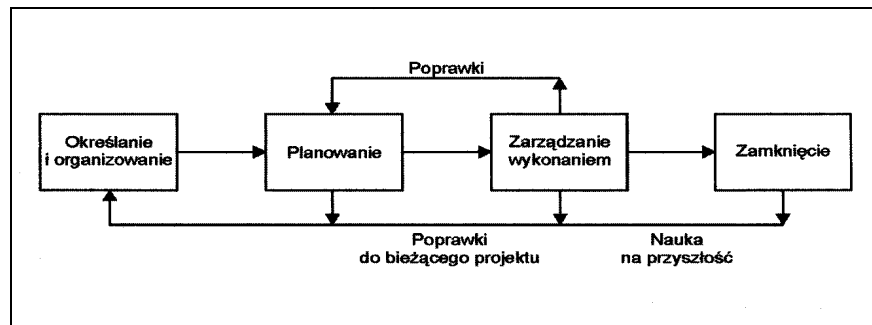 Poprawki
Określanie
i organizowanie
Planowanie
Zarządzanie
wykonaniem
Zamknięcie
Poprawki
do bieżącego projektu
Nauka
na przyszłość